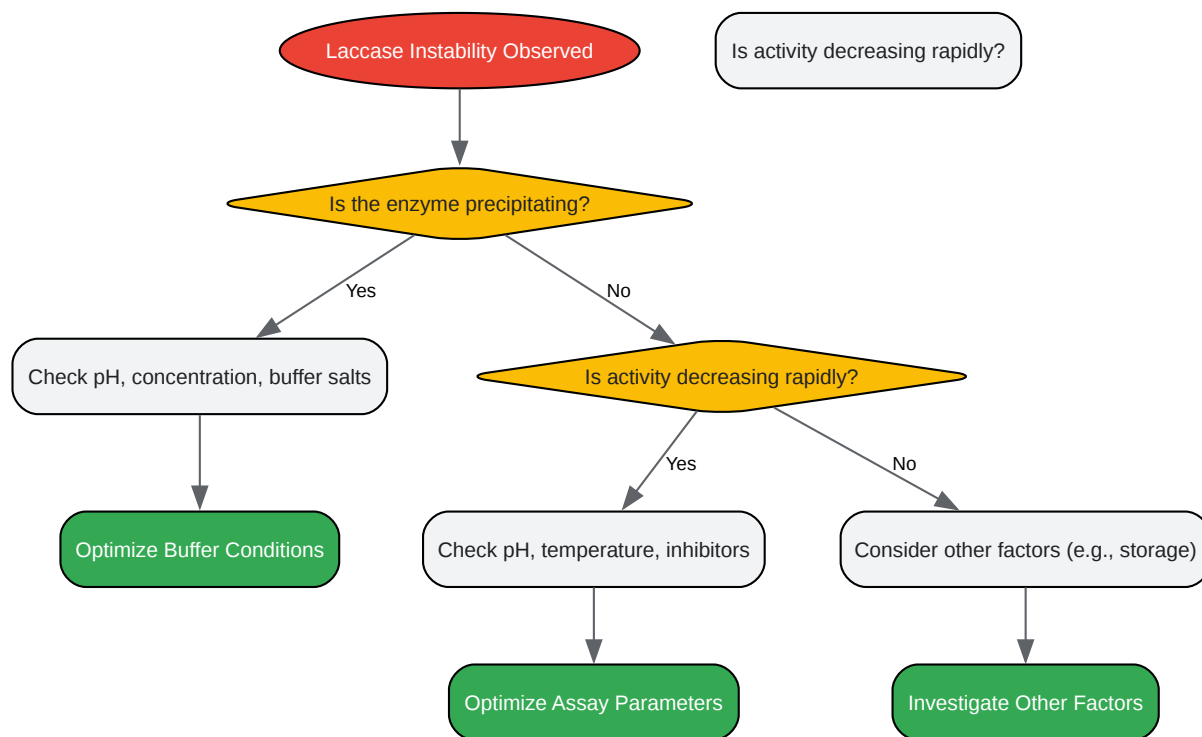 Laccase Instability Observed
Is activity decreasing rapidly?
Is the enzyme precipitating?
Yes
No
Check pH, concentration, buffer salts
Is activity decreasing rapidly?
Yes
No
Optimize Buffer Conditions
Check pH, temperature, inhibitors
Consider other factors (e.g., storage)
Optimize Assay Parameters
Investigate Other Factors